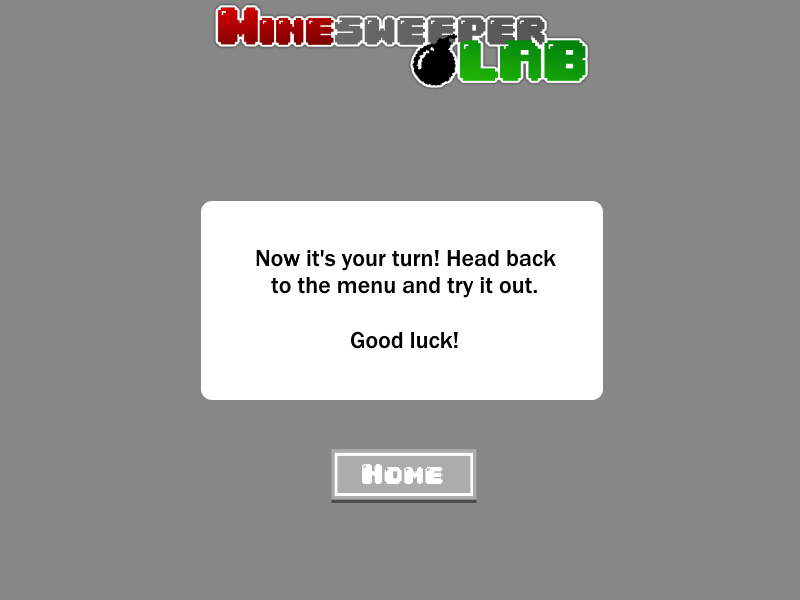 Minesweeper
Lab
Now it's your turn! Head back
to the menu and try it out.
Good luck!
Home